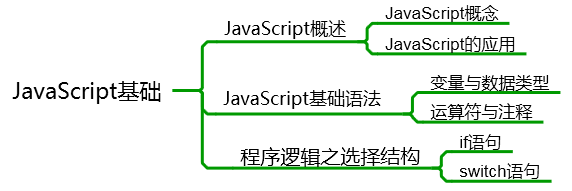 JavaScript基础
JavaScript概述
JavaScript概念
JavaScript的应用
JavaScript基础语法
变量与数据类型
运算符与注释
程序逻辑之选择结构
if语句
switch语句